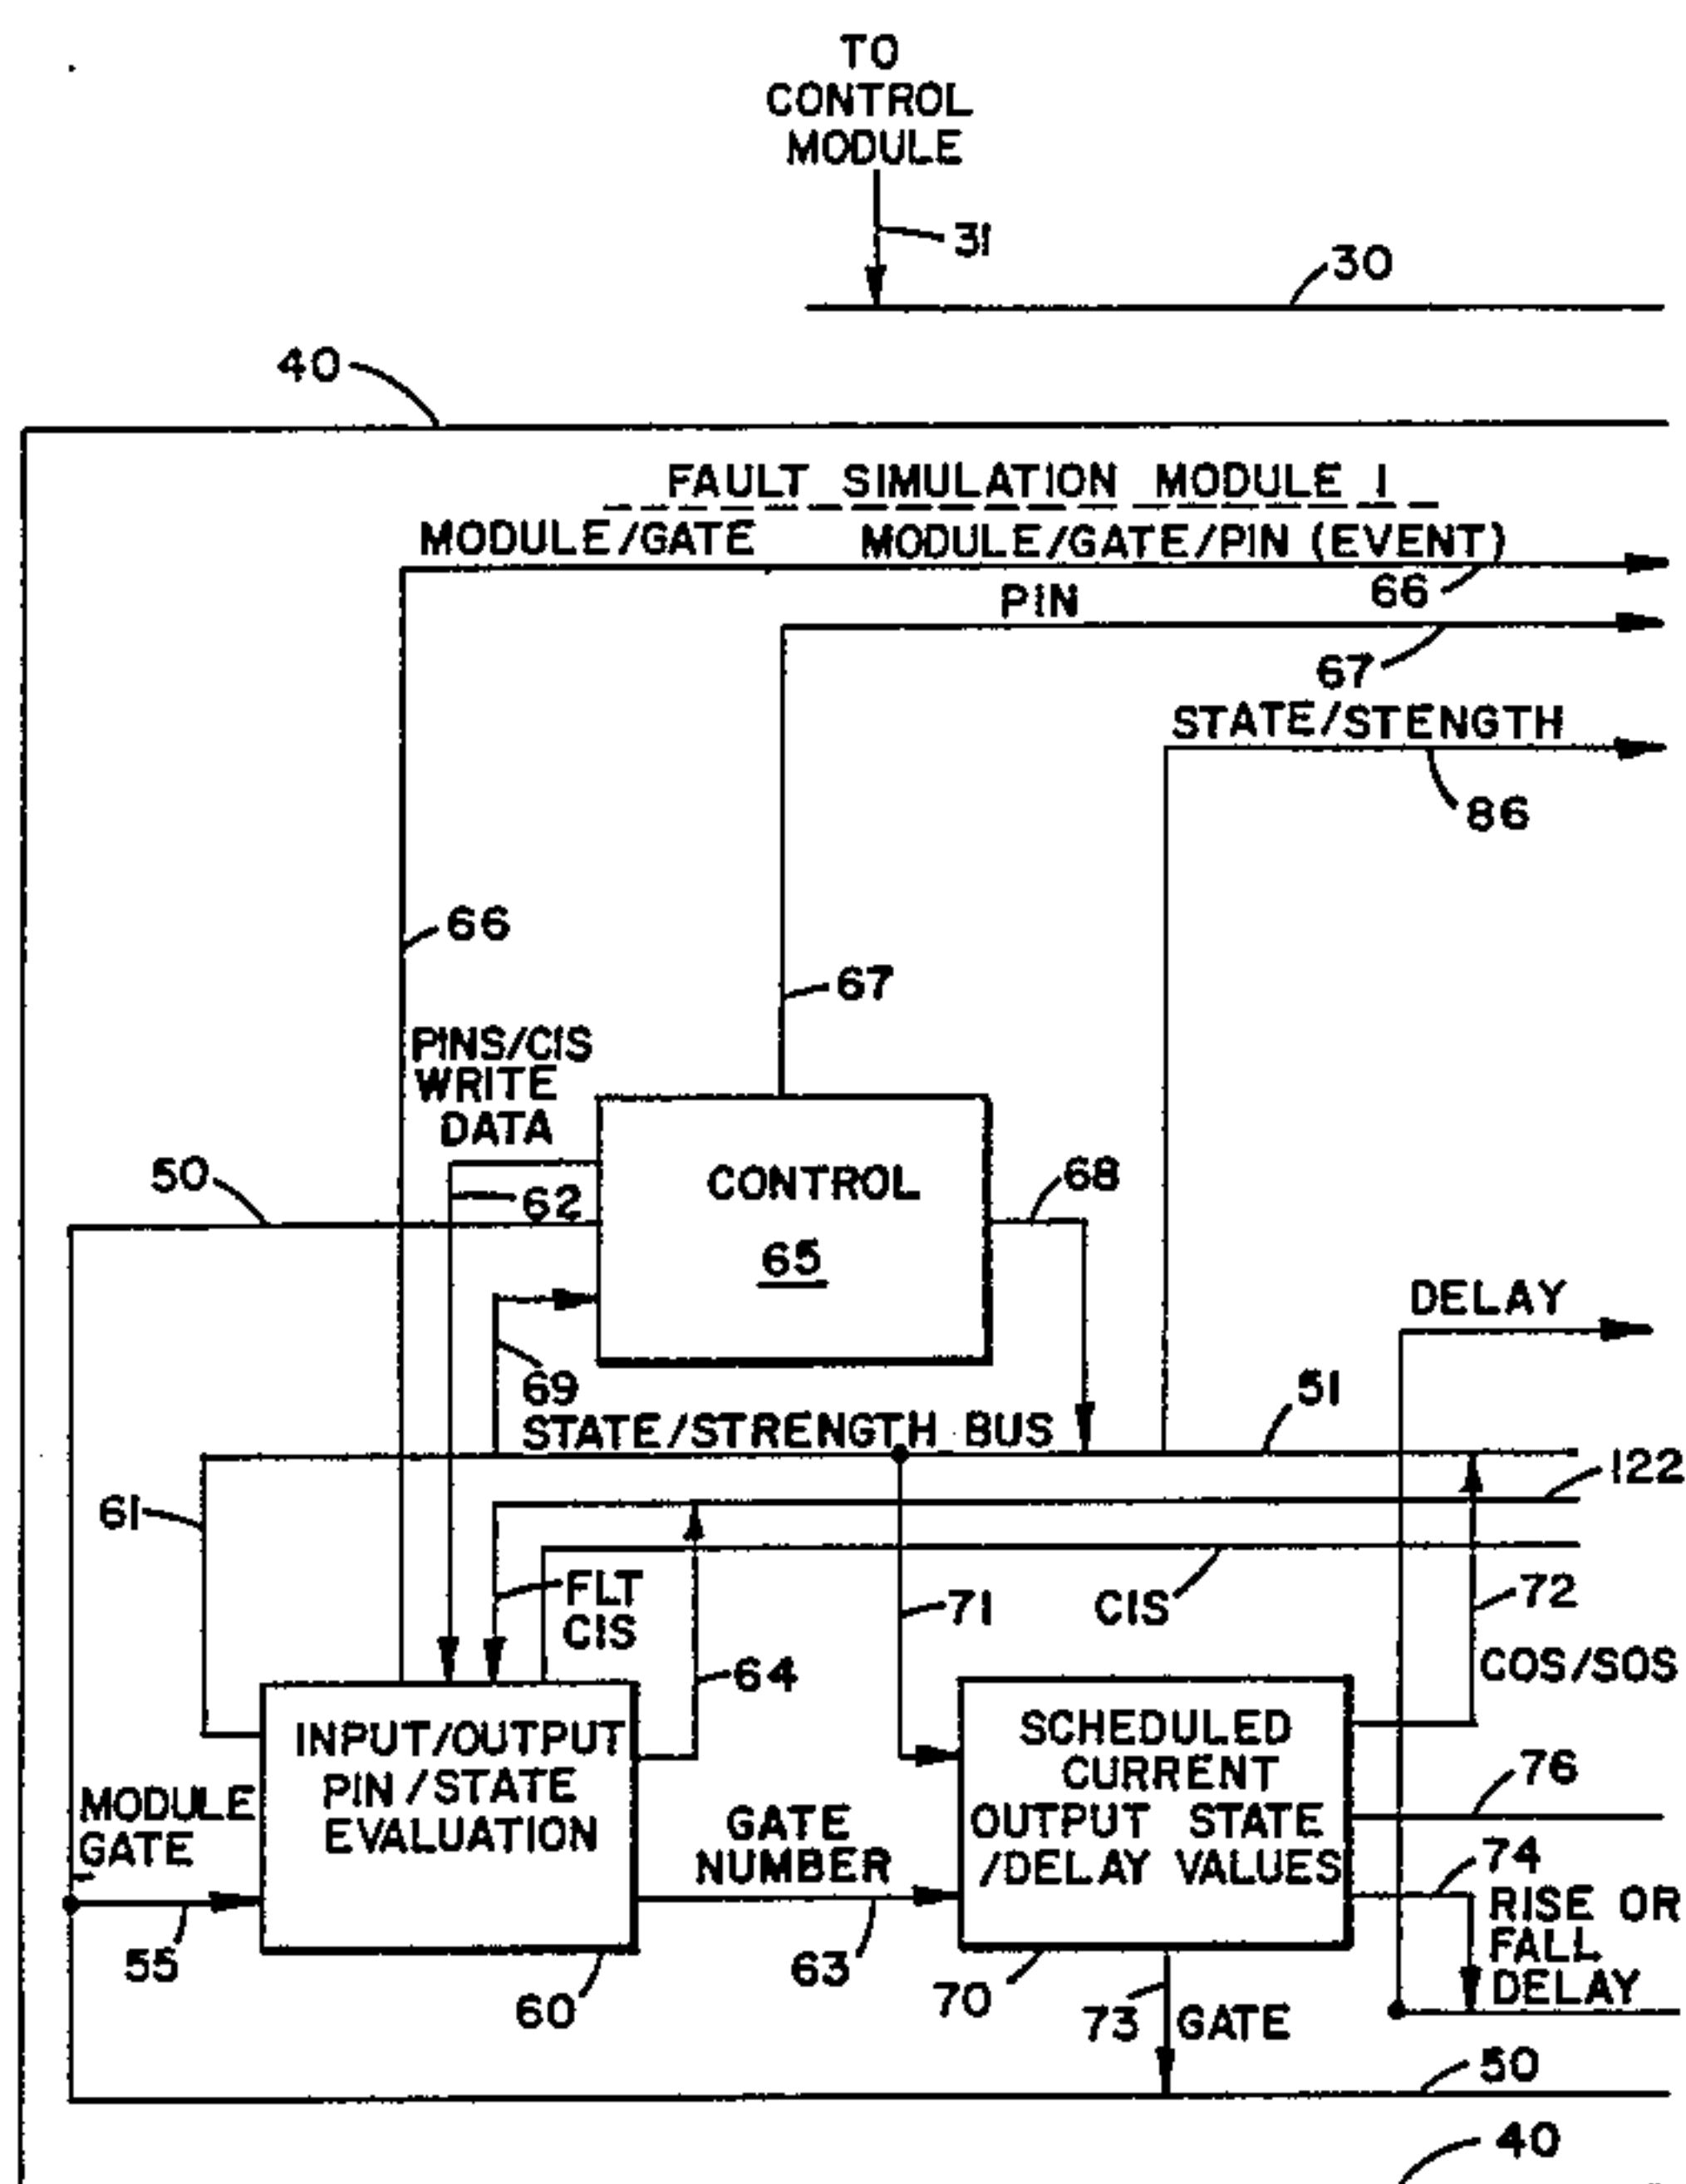 TO
CONTROL
MODULE
31
30
40
FAULT SIMULATION MODULE 1
MODULE/GATE
MODULE/GATE/PIN (EVENT)
66
PIN
67
STATE/STENGTH
86
66
67
PINS/CIS
WRITE
DATA
50
62
CONTROL
65
68
DELAY
69
STATE/STRENGTH BUS
51
122
61
FLT
CIS
71
CIS
72
64
COS/SOS
INPUT/OUTPUT
PIN/STATE
EVALUATION
SCHEDULED
CURRENT
OUTPUT STATE
/DELAY VALUES
76
MODULE
GATE
GATE
NUMBER
74
RISE OR
FALL
DELAY
55
60
63
70
73
GATE
50
40